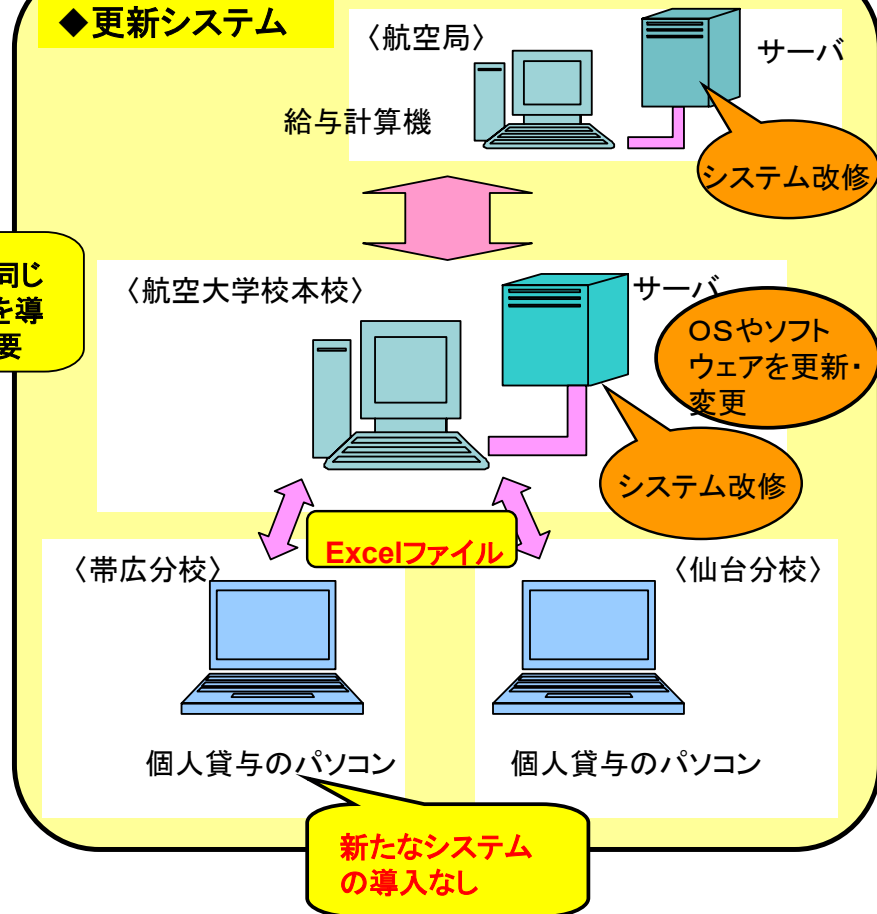 ◆更新システム
〈航空局〉
サーバ
給与計算機
システム改修
同じ
を導
要
〈航空大学校本校〉
サーバ
OSやソフト
ウェアを更新・
変更
システム改修
Excelファイル
〈帯広分校〉
〈仙台分校〉
個人貸与のパソコン
個人貸与のパソコン
新たなシステム
の導入なし